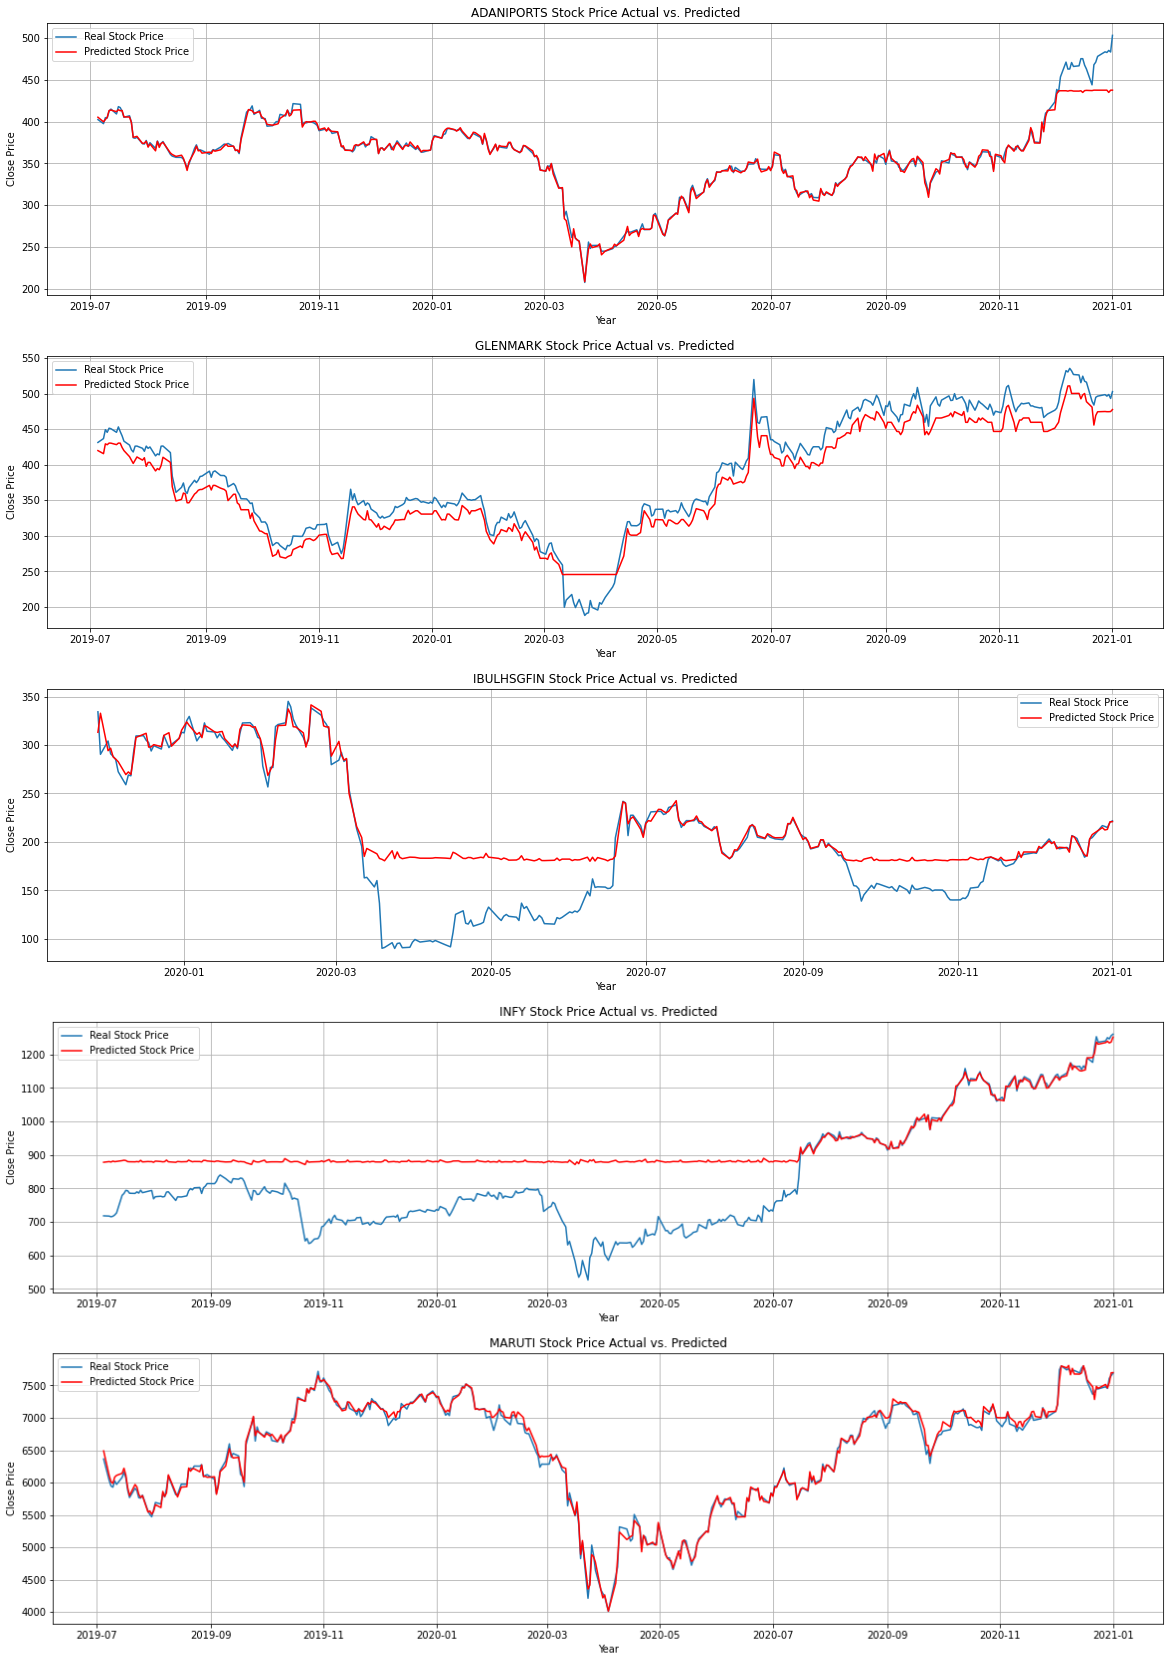 ADANIPORTS Stock Price Actual vs. Predicted
Real Stock Price
Predicted Stock Price
Close Price
500
450
400
350
300
250
200
2019-07 2019-09 2019-11 2020-01 2020-03 2020-05 2020-07 2020-09 2020-11 2021-01
Year
GLENMARK Stock Price Actual vs. Predicted
Real Stock Price
Predicted Stock Price
Close Price
550
500
450
400
350
300
250
200
2019-07 2019-09 2019-11 2020-01 2020-03 2020-05 2020-07 2020-09 2020-11 2021-01
Year
IBULHSGFIN Stock Price Actual vs. Predicted
Real Stock Price
Predicted Stock Price
Close Price
350
300
250
200
150
100
2020-01 2020-03 2020-05 2020-07 2020-09 2020-11 2021-01
Year
INFY Stock Price Actual vs. Predicted
Real Stock Price
Predicted Stock Price
Close Price
1200
1100
1000
900
800
700
600
500
2019-07 2019-09 2019-11 2020-01 2020-03 2020-05 2020-07 2020-09 2020-11 2021-01
Year
MARUTI Stock Price Actual vs. Predicted
Real Stock Price
Predicted Stock Price
Close Price
7500
7000
6500
6000
5500
5000
4500
4000
2019-07 2019-09 2019-11 2020-01 2020-03 2020-05 2020-07 2020-09 2020-11 2021-01
Year